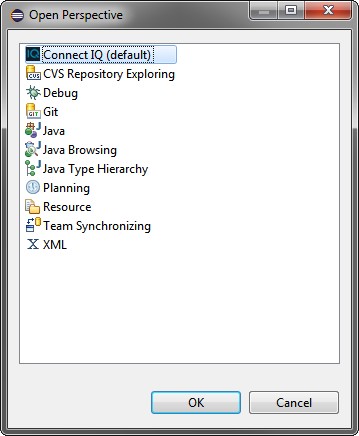 Open Perspective
Connect IQ (default)
CVS Repository Exploring
Debug
Git
Java
Java Browsing
Java Type Hierarchy
Planning
Resource
Team Synchronizing
XML
OK
Cancel